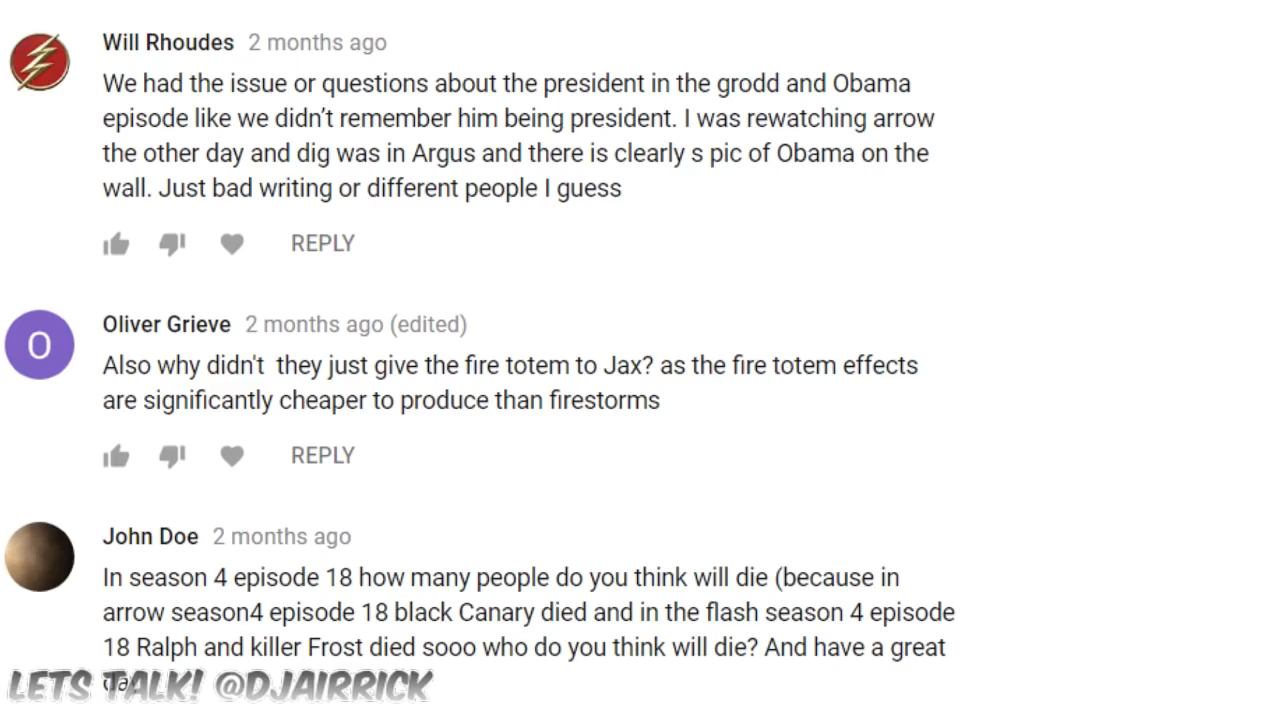 Will Rhoudes 2 months ago
We had the issue or questions about the president in the grodd and Obama
episode like we didn’t remember him being president. I was rewatching arrow
the other day and dig was in Argus and there is clearly s pic of Obama on the
wall. Just bad writing or different people I guess
REPLY
O
Oliver Grieve 2 months ago (edited)
Also why didn't  they just give the fire totem to Jax? as the fire totem effects
are significantly cheaper to produce than firestorms
REPLY
John Doe 2 months ago
In season 4 episode 18 how many people do you think will die (because in
arrow season4 episode 18 black Canary died and in the flash season 4 episode
18 Ralph and killer Frost died sooo who do you think will die? And have a great
LETS TALK! @DJAIRRICK